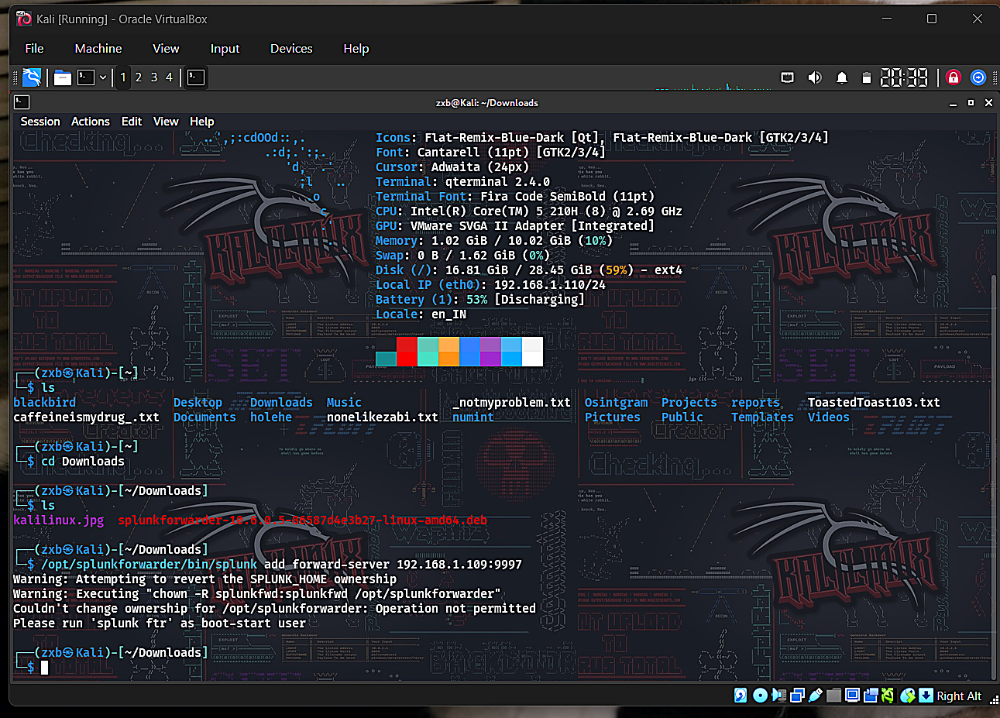 Kali [Running] - Oracle VirtualBox
File Machine View Input Devices Help
1 2 3 4 20:39
zxb@Kali: ~/Downloads
Session Actions Edit View Help
..',;:cdOOd::,. Icons: Flat-Remix-Blue-Dark [Qt], Flat-Remix-Blue-Dark [GTK2/3/4]
.:d;.':;. Font: Cantarell (11pt) [GTK2/3/4]
'd, .' Cursor: Adwaita (24px)
;l .. Terminal: qterminal 2.4.0
.o Terminal Font: Fira Code SemiBold (11pt)
c CPU: Intel(R) Core(TM) 5 210H (8) @ 2.69 GHz
.' GPU: VMware SVGA II Adapter [Integrated]
Memory: 1.02 GiB / 10.02 GiB (10%)
Swap: 0 B / 1.62 GiB (0%)
Disk (/): 16.81 GiB / 28.45 GiB (59%) - ext4
Local IP (eth0): 192.168.1.110/24
Battery (1): 53% [Discharging]
Locale: en_IN
┌──(zxb㉿Kali)-[~]
└─$ ls
blackbird Desktop Downloads Music _notmyproblem.txt Osintgram Projects reports ToastedToast103.txt
caffeineismydrug_.txt Documents holehe nonelikezabi.txt numint Pictures Public Templates Videos
┌──(zxb㉿Kali)-[~]
└─$ cd Downloads
┌──(zxb㉿Kali)-[~/Downloads]
└─$ ls
kalilinux.jpg splunkforwarder-10.6.0.5-86587d4e3b27-linux-amd64.deb
┌──(zxb㉿Kali)-[~/Downloads]
└─$ /opt/splunkforwarder/bin/splunk add forward-server 192.168.1.109:9997
Warning: Attempting to revert the SPLUNK_HOME ownership
Warning: Executing "chown -R splunkfwd:splunkfwd /opt/splunkforwarder"
Couldn't change ownership for /opt/splunkforwarder: Operation not permitted
Please run 'splunk ftr' as boot-start user
┌──(zxb㉿Kali)-[~/Downloads]
└─$
Right Alt